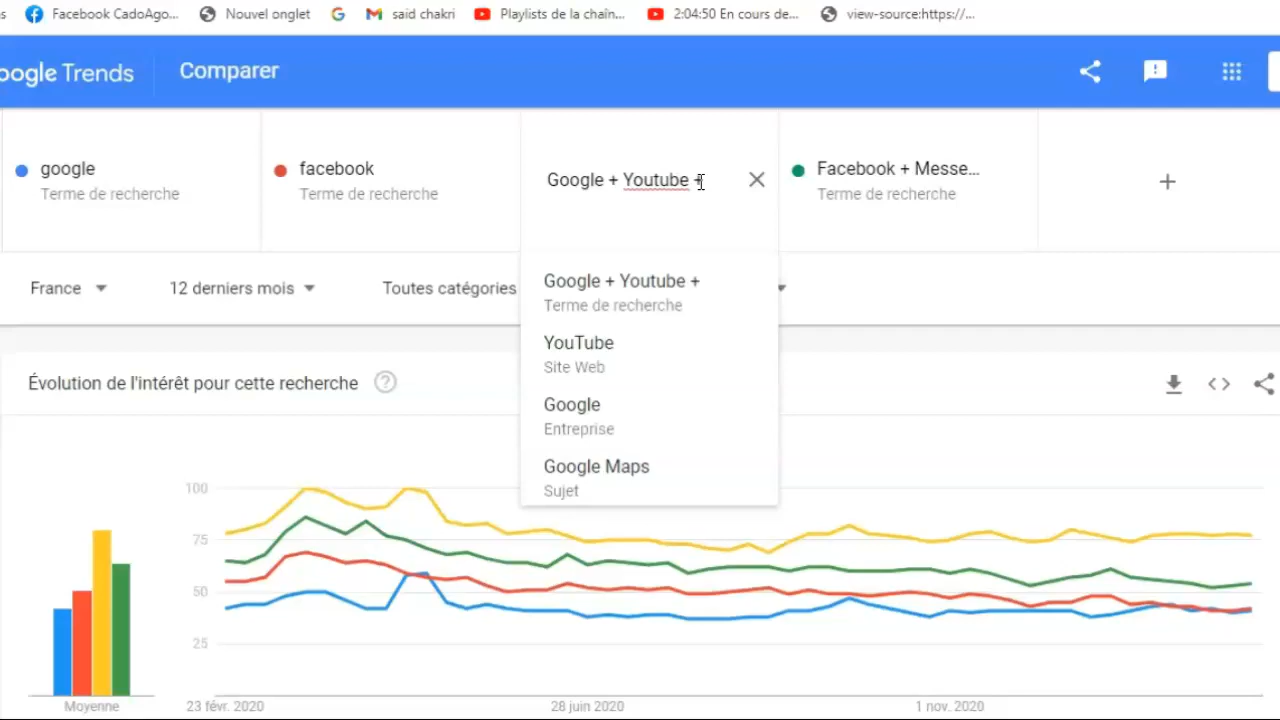 s Facebook CadoAgo... Nouvel onglet said chakri Playlists de la chaîn... 2:04:50 En cours de... view-source:https://...
oogle Trends Comparer
google
Terme de recherche
facebook
Terme de recherche
Google + Youtube +
Facebook + Messe...
Terme de recherche
France 12 derniers mois Toutes catégories
Google + Youtube +
Terme de recherche
YouTube
Site Web
Google
Entreprise
Google Maps
Sujet
Évolution de l'intérêt pour cette recherche
100
75
50
25
Moyenne 23 févr. 2020 28 juin 2020 1 nov. 2020